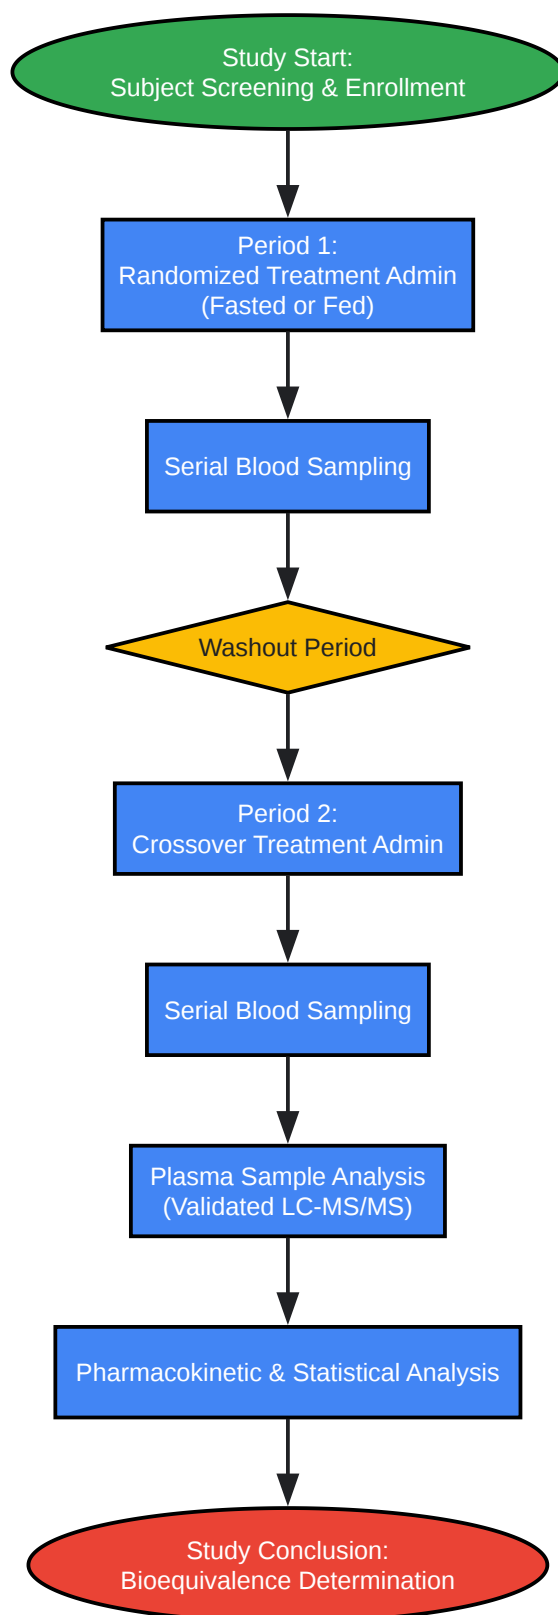 Study Start:
Subject Screening & Enrollment
Period 1:
Randomized Treatment Admin
(Fasted or Fed)
Serial Blood Sampling
Washout Period
Period 2:
Crossover Treatment Admin
Serial Blood Sampling
Plasma Sample Analysis
(Validated LC-MS/MS)
Pharmacokinetic & Statistical Analysis
Study Conclusion:
Bioequivalence Determination